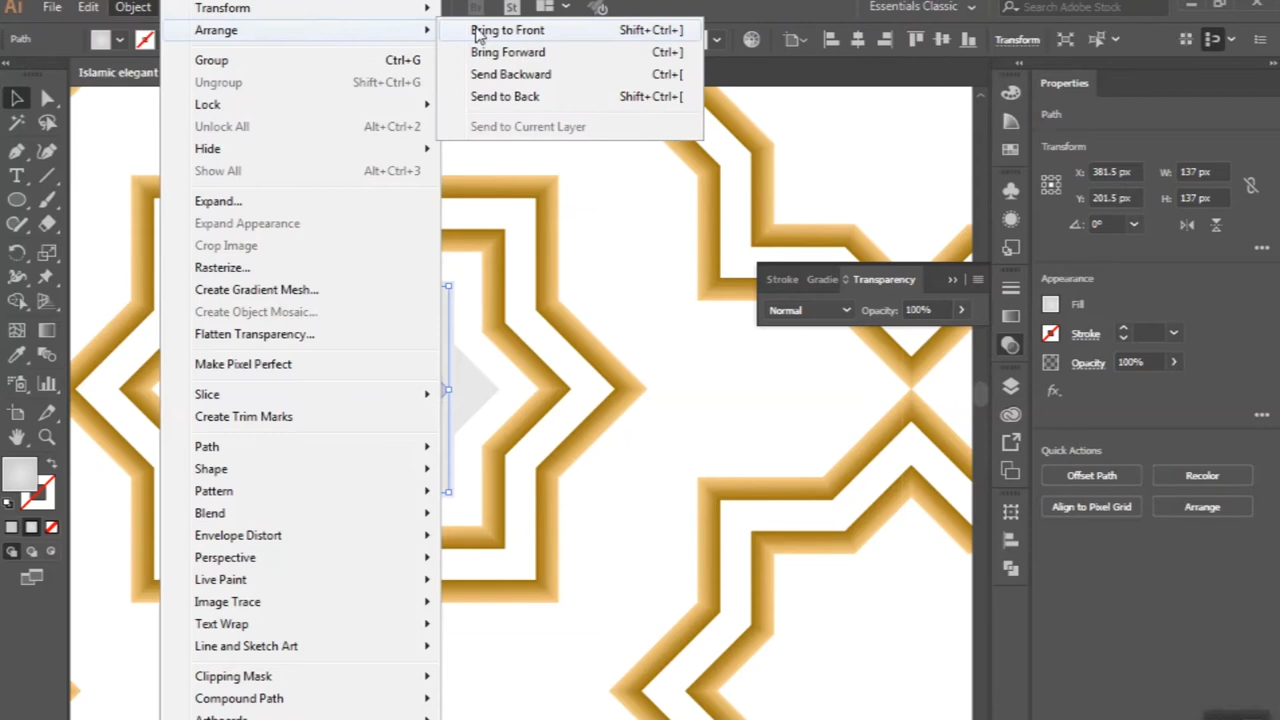 Ai File Edit Object Br St Essentials Classic Search Adobe Stock
Path Transform
Transform
Arrange
Group Ctrl+G
Ungroup Shift+Ctrl+G
Lock
Unlock All Alt+Ctrl+2
Hide
Show All Alt+Ctrl+3
Expand...
Expand Appearance
Crop Image
Rasterize...
Create Gradient Mesh...
Create Object Mosaic...
Flatten Transparency...
Make Pixel Perfect
Slice
Create Trim Marks
Path
Shape
Pattern
Blend
Envelope Distort
Perspective
Live Paint
Image Trace
Text Wrap
Line and Sketch Art
Clipping Mask
Compound Path
Artboards
Bring to Front Shift+Ctrl+]
Bring Forward Ctrl+]
Send Backward Ctrl+[
Send to Back Shift+Ctrl+[
Send to Current Layer
Islamic elegant
Stroke Gradie Transparency
Normal Opacity: 100%
Properties
Path
Transform
X: 381.5 px W: 137 px
Y: 201.5 px H: 137 px
0°
Appearance
Fill
Stroke
Opacity 100%
fx.
Quick Actions
Offset Path Recolor
Align to Pixel Grid Arrange